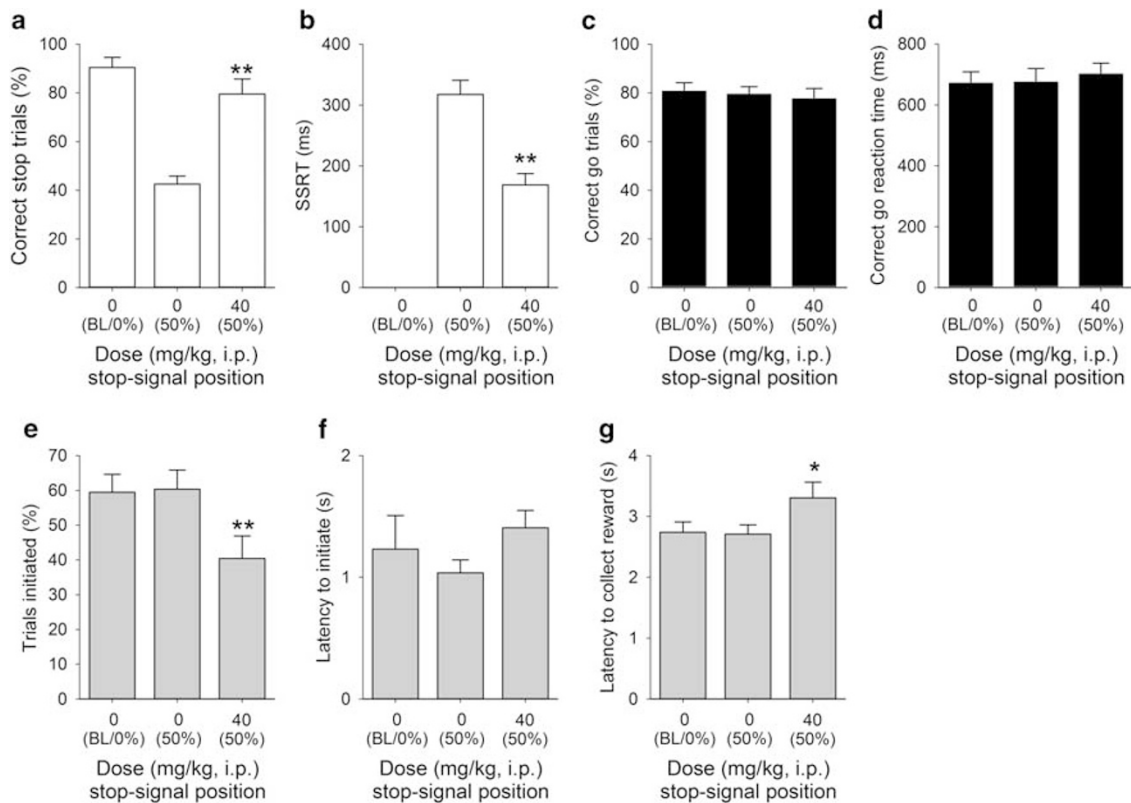 a
Correct stop trials (%)
100
80
60
40
20
0
**
0
(BL/0%)
0
(50%)
40
(50%)
Dose (mg/kg, i.p.)
stop-signal position
b
SSRT (ms)
400
300
200
100
0
**
0
(BL/0%)
0
(50%)
40
(50%)
Dose (mg/kg, i.p.)
stop-signal position
c
Correct go trials (%)
100
80
60
40
20
0
0
(BL/0%)
0
(50%)
40
(50%)
Dose (mg/kg, i.p.)
stop-signal position
d
Correct go reaction time (ms)
800
600
400
200
0
0
(BL/0%)
0
(50%)
40
(50%)
Dose (mg/kg, i.p.)
stop-signal position
e
Trials initiated (%)
70
60
50
40
30
20
10
0
**
0
(BL/0%)
0
(50%)
40
(50%)
Dose (mg/kg, i.p.)
stop-signal position
f
Latency to initiate (s)
2
1
0
0
(BL/0%)
0
(50%)
40
(50%)
Dose (mg/kg, i.p.)
stop-signal position
g
Latency to collect reward (s)
4
3
2
1
0
*
0
(BL/0%)
0
(50%)
40
(50%)
Dose (mg/kg, i.p.)
stop-signal position